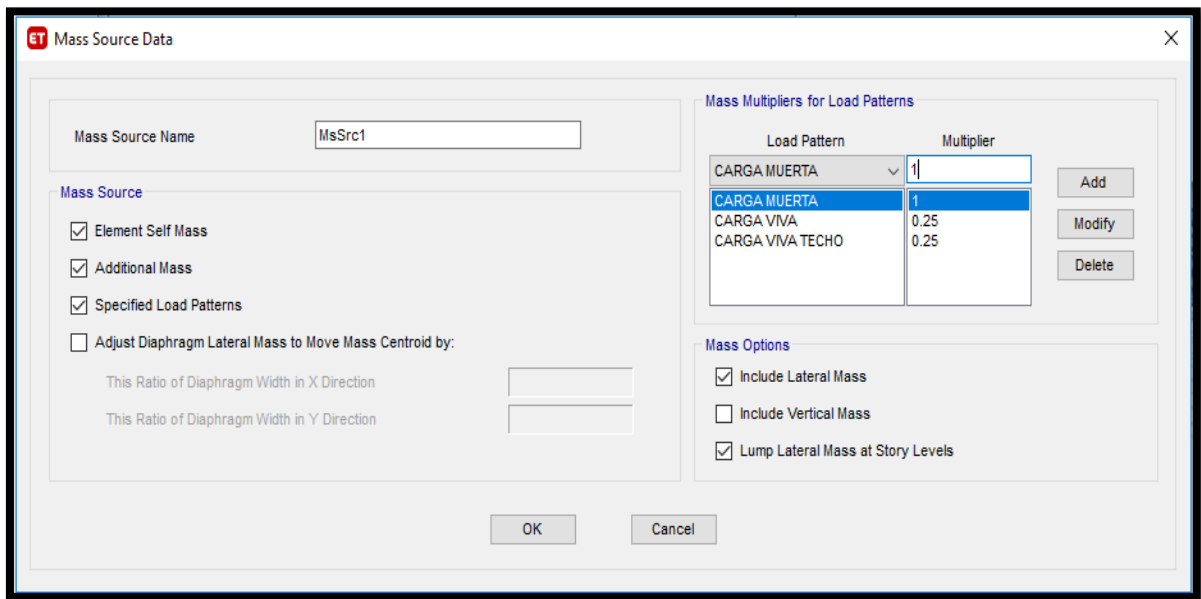 ET Mass Source Data
Mass Source Name MsSrc1
Mass Source
Element Self Mass
Additional Mass
Specified Load Patterns
Adjust Diaphragm Lateral Mass to Move Mass Centroid by:
This Ratio of Diaphragm Width in X Direction
This Ratio of Diaphragm Width in Y Direction
Mass Multipliers for Load Patterns
Load Pattern Multiplier
CARGA MUERTA 1
CARGA MUERTA 1
CARGA VIVA 0.25
CARGA VIVA TECHO 0.25
Add
Modify
Delete
Mass Options
Include Lateral Mass
Include Vertical Mass
Lump Lateral Mass at Story Levels
OK Cancel